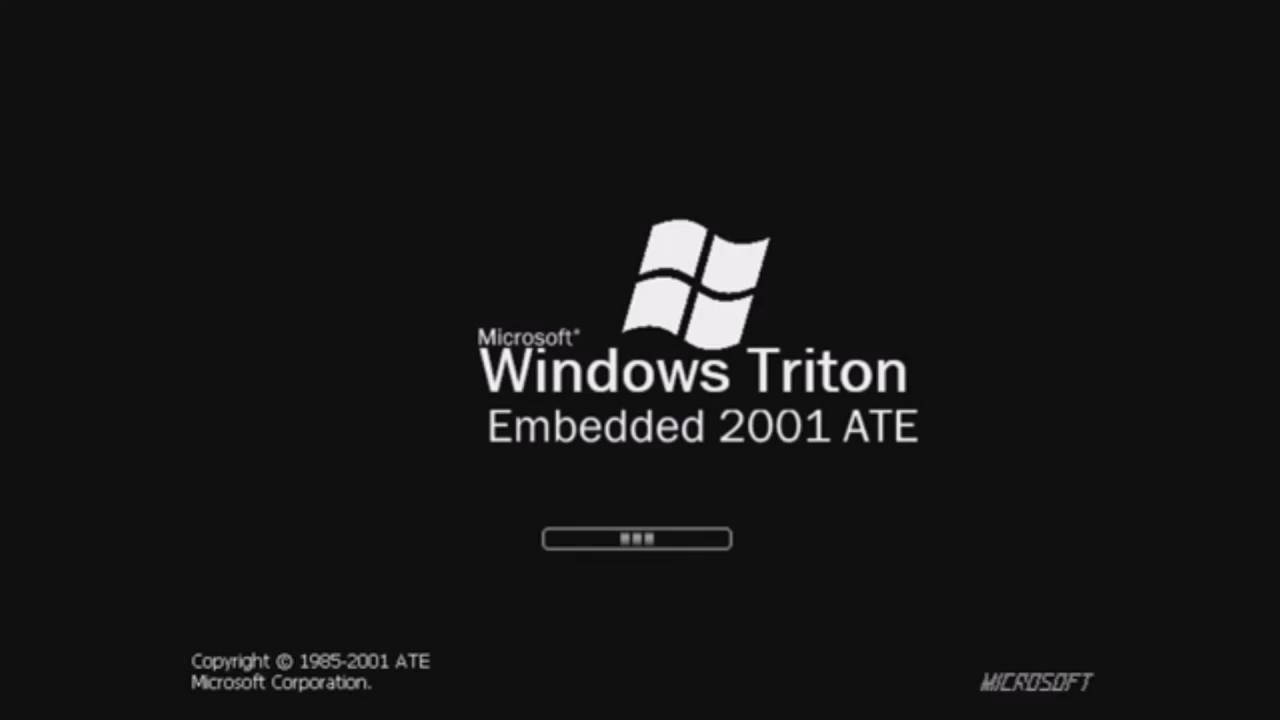 Microsoft®
Windows Triton
Embedded 2001 ATE
Copyright © 1985-2001 ATE
Microsoft Corporation.
MICROSOFT